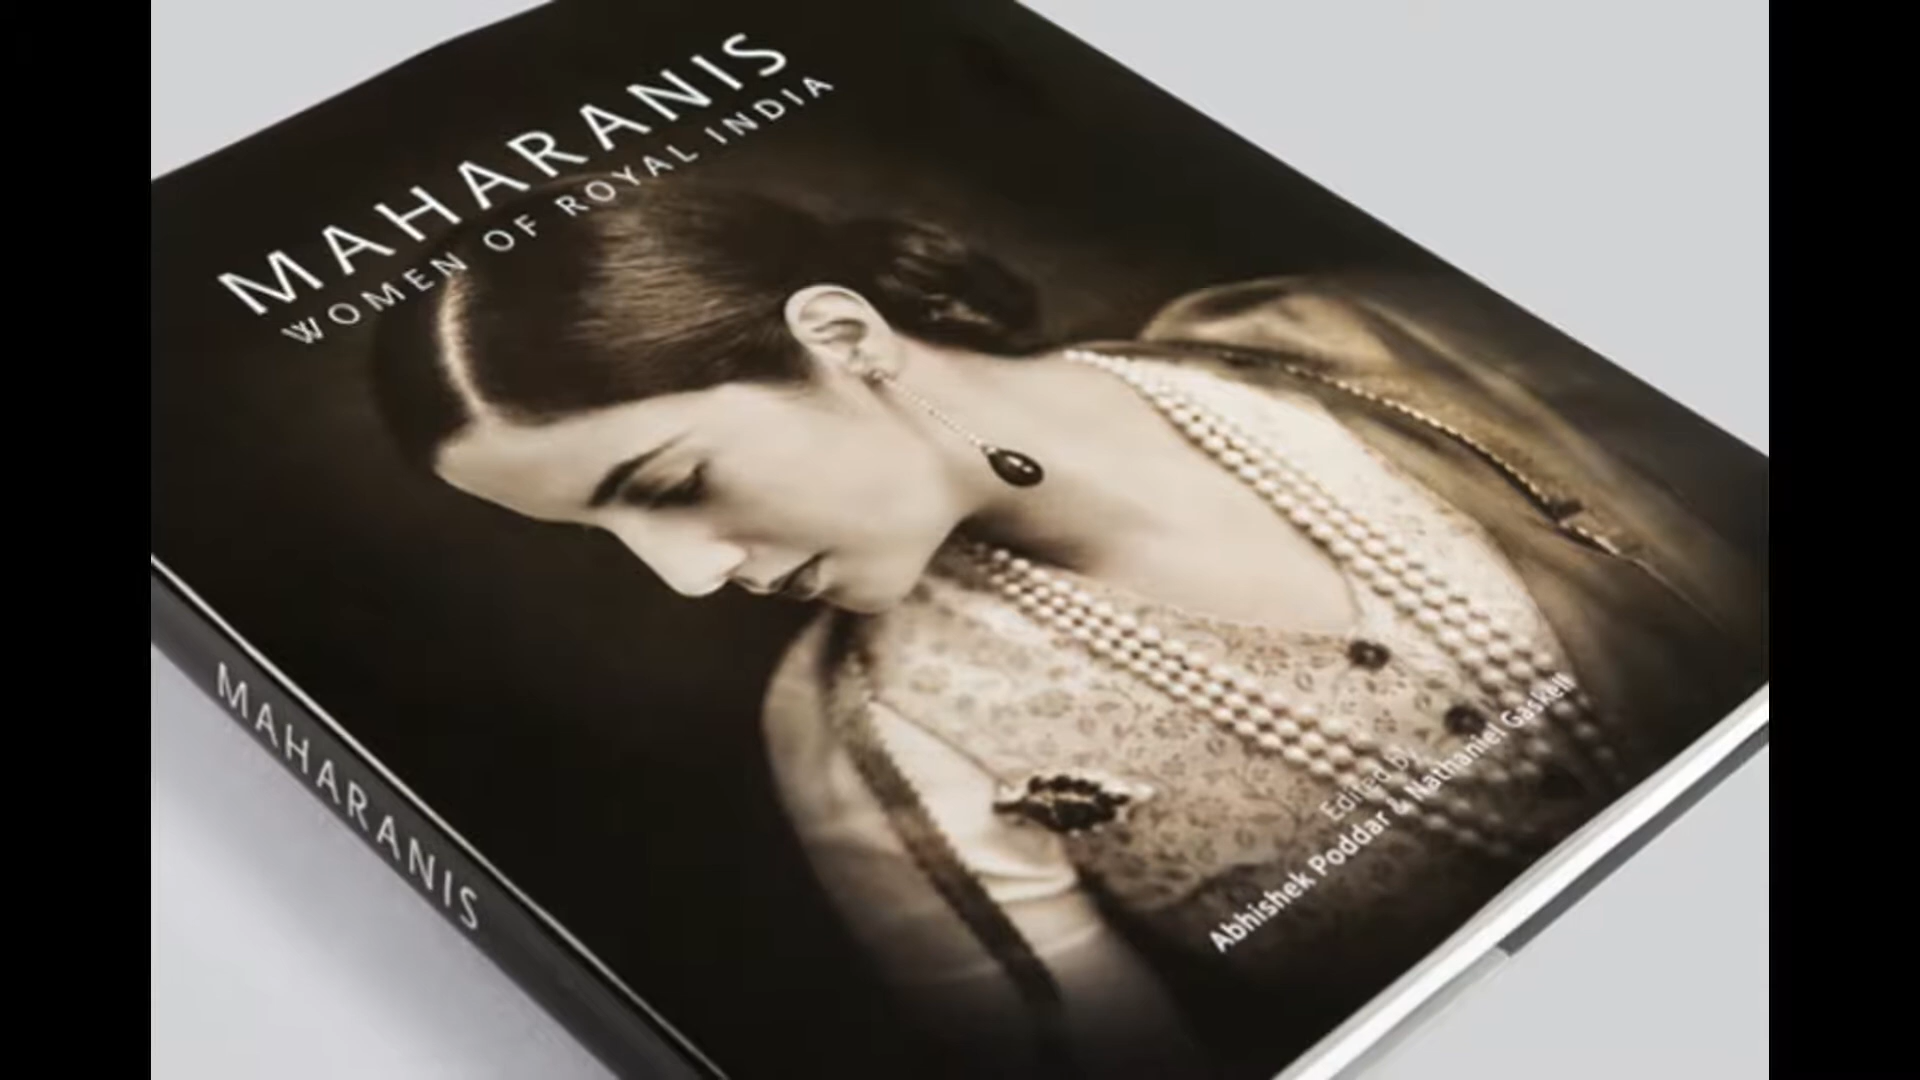 MAHARANIS
WOMEN OF ROYAL INDIA
Edited by
Abhishek Poddar & Nathaniel Gaskell
MAHARANIS